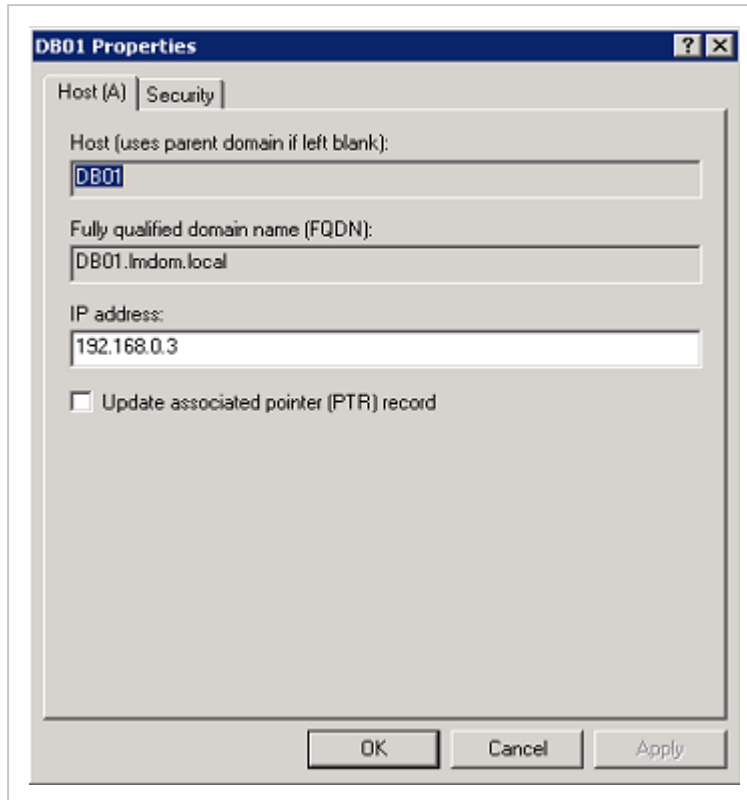 DB01 Properties
Host (A) Security
Host (uses parent domain if left blank):
DB01
Fully qualified domain name (FQDN):
DB01.lmdom.local
IP address:
192.168.0.3
Update associated pointer (PTR) record
OK Cancel Apply